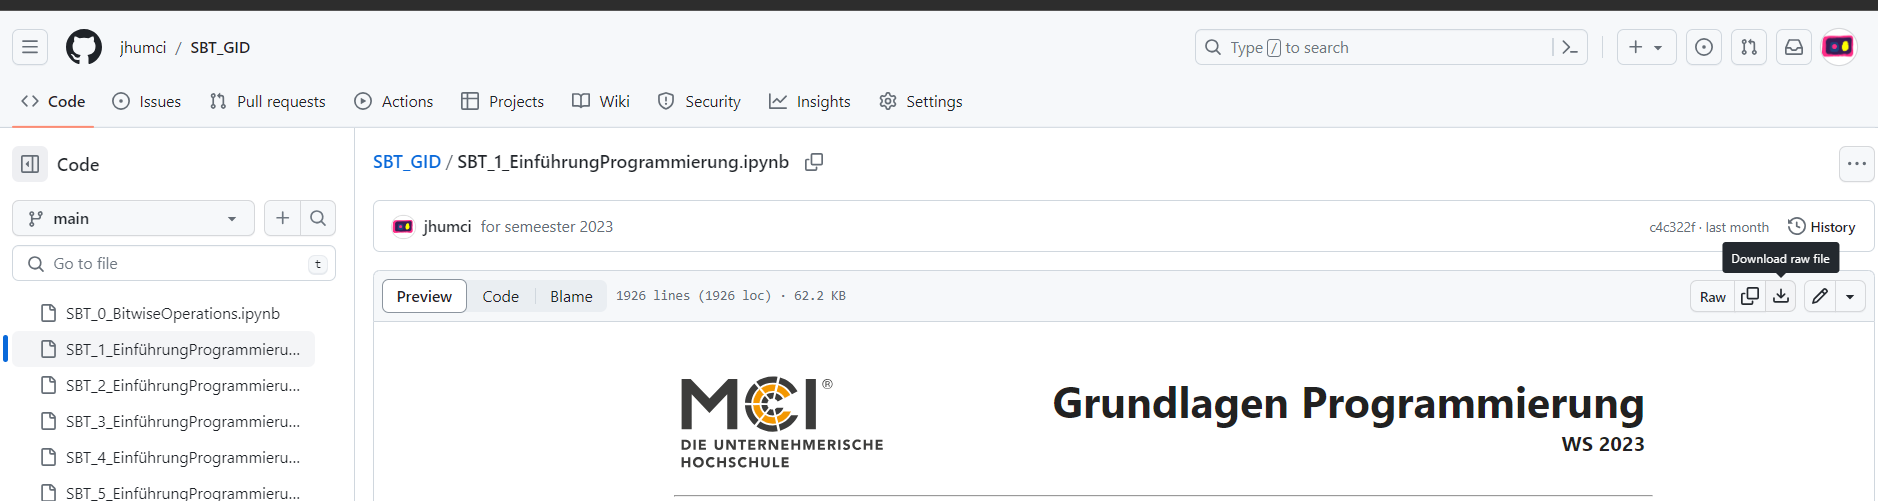 jhumci / SBT_GID
Type / to search
Code Issues Pull requests Actions Projects Wiki Security Insights Settings
Code
main
Go to file t
SBT_0_BitwiseOperations.ipynb
SBT_1_EinführungProgrammieru...
SBT_2_EinführungProgrammieru...
SBT_3_EinführungProgrammieru...
SBT_4_EinführungProgrammieru...
SBT_5_EinführungProgrammieru...
SBT_GID / SBT_1_EinführungProgrammierung.ipynb
jhumci for semeester 2023
c4c322f · last month History
Download raw file
Preview Code Blame 1926 lines (1926 loc) · 62.2 KB
Raw
MCI®
DIE UNTERNEHMERISCHE
HOCHSCHULE
Grundlagen Programmierung
WS 2023